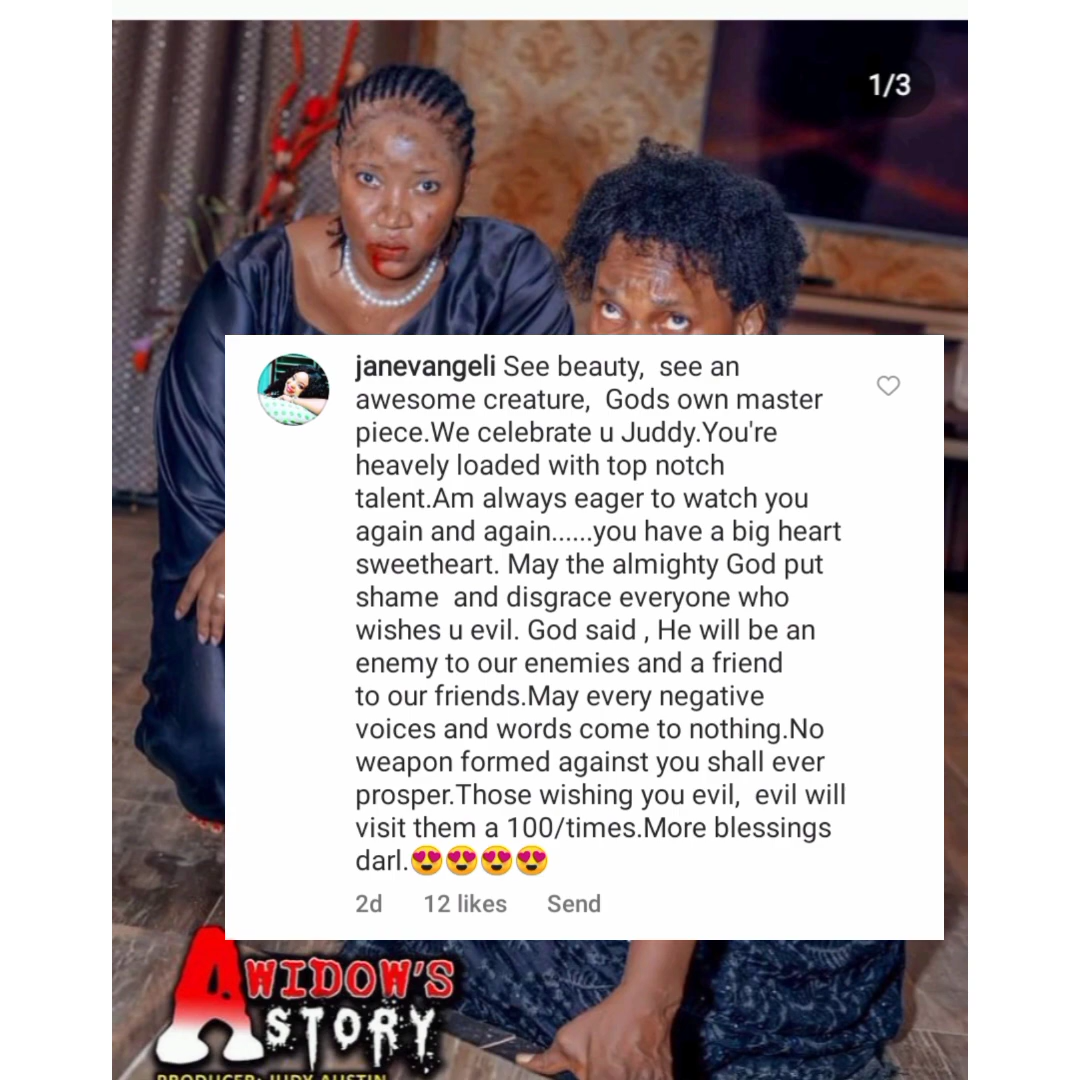 1/3
janevangeli See beauty,  see an
awesome creature,  Gods own master
piece.We celebrate u Juddy.You're
heavely loaded with top notch
talent.Am always eager to watch you
again and again......you have a big heart
sweetheart. May the almighty God put
shame  and disgrace everyone who
wishes u evil. God said , He will be an
enemy to our enemies and a friend
to our friends.May every negative
voices and words come to nothing.No
weapon formed against you shall ever
prosper.Those wishing you evil,  evil will
visit them a 100/times.More blessings
darl.😍😍😍😍
2d 12 likes Send
A WIDOW'S
STORY
PRODUCER: JUDY AUSTIN